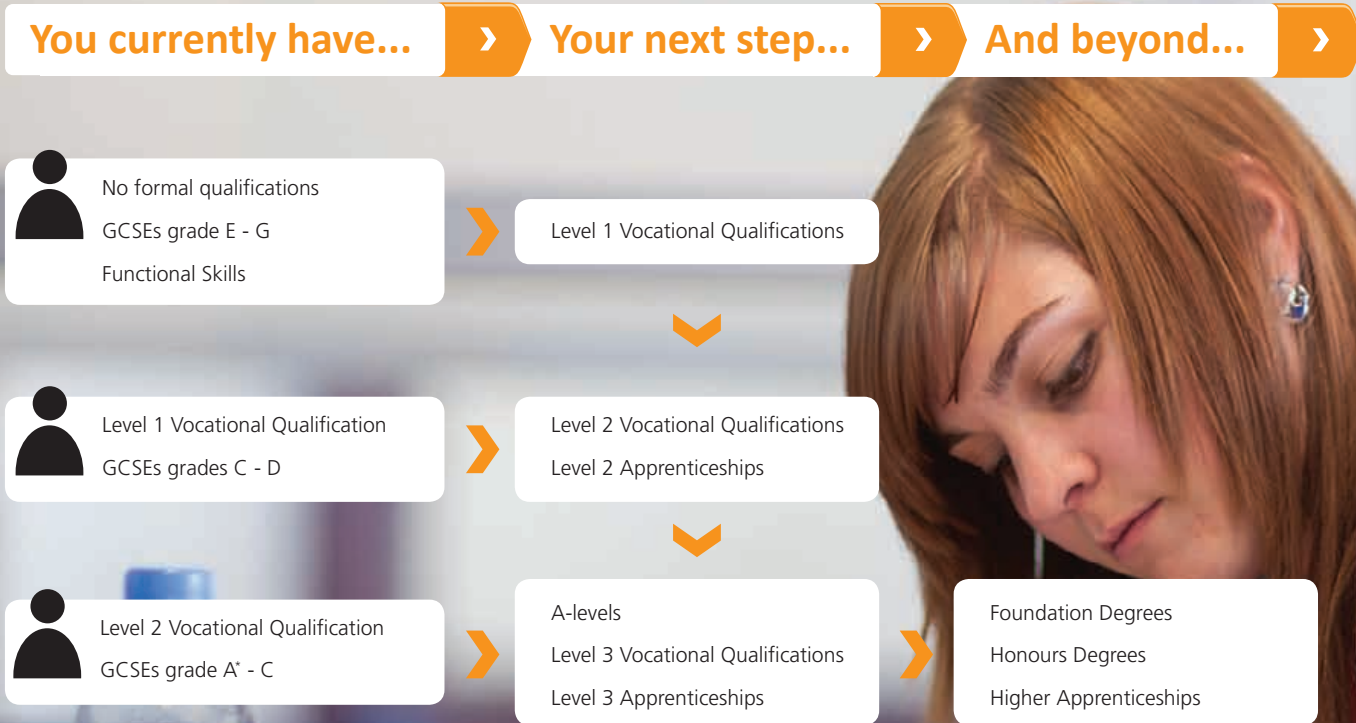 You currently have...
Your next step...
And beyond...
No formal qualifications
GCSEs grade E - G
Functional Skills
Level 1 Vocational Qualifications
Level 1 Vocational Qualification
GCSEs grades C - D
Level 2 Vocational Qualifications
Level 2 Apprenticeships
Level 2 Vocational Qualification
GCSEs grade A* - C
A-levels
Level 3 Vocational Qualifications
Level 3 Apprenticeships
Foundation Degrees
Honours Degrees
Higher Apprenticeships